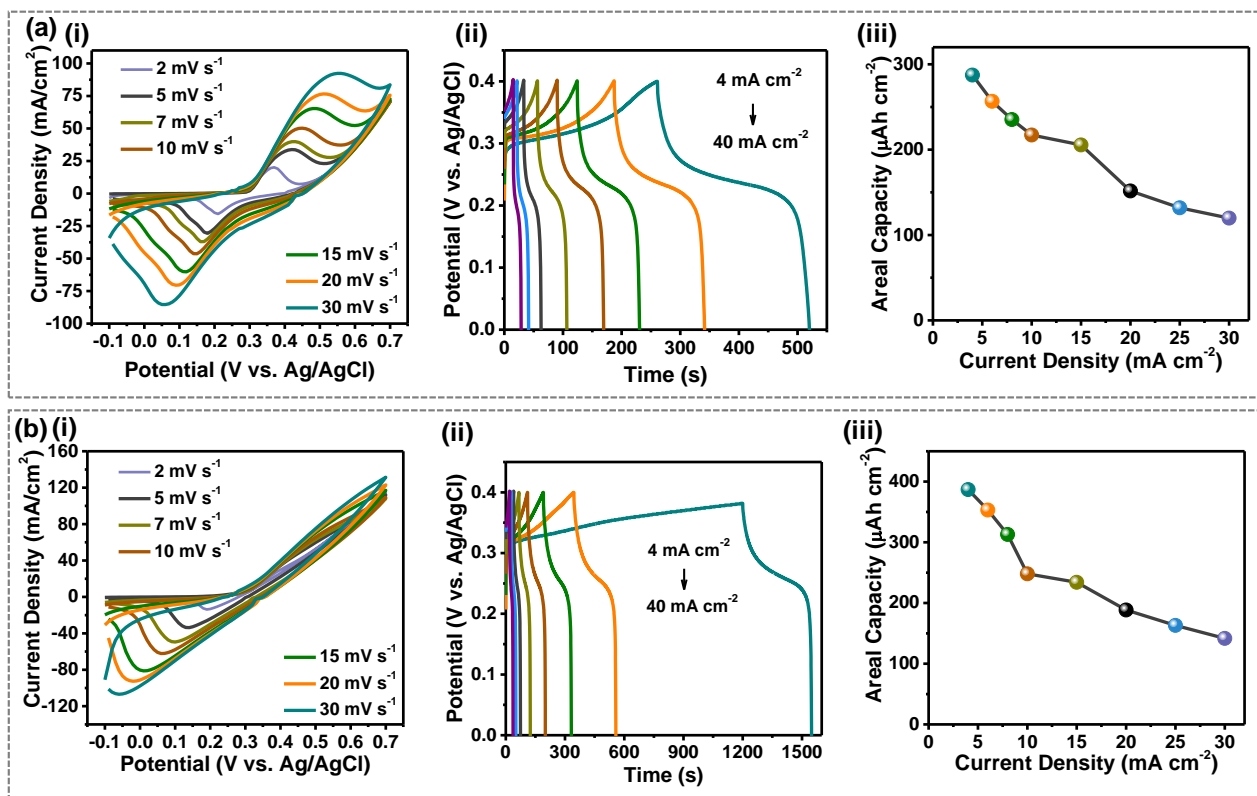 (a) (i)
100
75
50
25
0
-25
-50
-75
-100
-0.1 0.0 0.1 0.2 0.3 0.4 0.5 0.6 0.7
Current Density (mA/cm²)
Potential (V vs. Ag/AgCl)
2 mV s⁻¹
5 mV s⁻¹
7 mV s⁻¹
10 mV s⁻¹
15 mV s⁻¹
20 mV s⁻¹
30 mV s⁻¹
(ii)
0.4
0.3
0.2
0.1
0.0
0 100 200 300 400 500
Potential (V vs. Ag/AgCl)
Time (s)
4 mA cm⁻²
40 mA cm⁻²
(iii)
300
200
100
0
0 5 10 15 20 25 30
Areal Capacity (µAh cm⁻²)
Current Density (mA cm⁻²)
(b) (i)
160
120
80
40
0
-40
-80
-120
-0.1 0.0 0.1 0.2 0.3 0.4 0.5 0.6 0.7
Current Density (mA/cm²)
Potential (V vs. Ag/AgCl)
2 mV s⁻¹
5 mV s⁻¹
7 mV s⁻¹
10 mV s⁻¹
15 mV s⁻¹
20 mV s⁻¹
30 mV s⁻¹
(ii)
0.4
0.3
0.2
0.1
0.0
0 300 600 900 1200 1500
Potential (V vs. Ag/AgCl)
Time (s)
4 mA cm⁻²
40 mA cm⁻²
(iii)
400
300
200
100
0
0 5 10 15 20 25 30
Areal Capacity (µAh cm⁻²)
Current Density (mA cm⁻²)